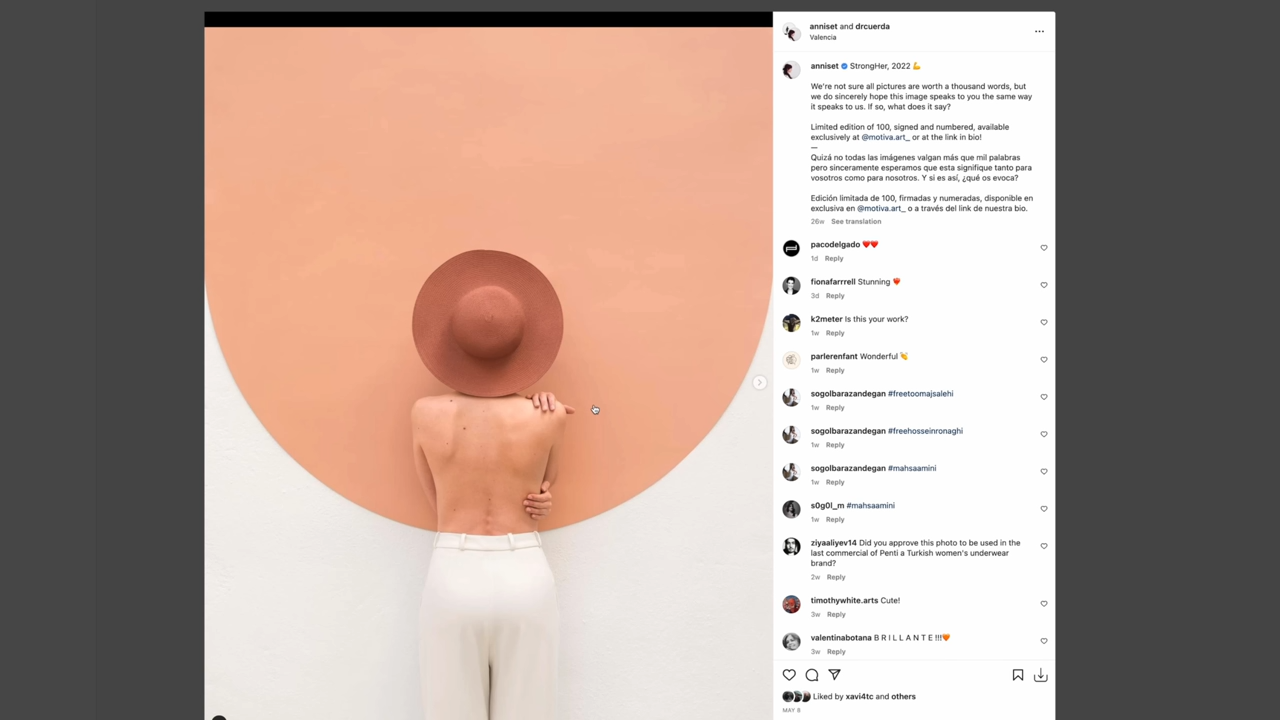 anniset and drcuerda
Valencia
anniset StrongHer, 2022 💪
We're not sure all pictures are worth a thousand words, but
we do sincerely hope this image speaks to you the same way
it speaks to us. If so, what does it say?
Limited edition of 100, signed and numbered, available
exclusively at @motiva.art_ or at the link in bio!
—
Quizá no todas las imágenes valgan más que mil palabras
pero sinceramente esperamos que esta signifique tanto para
vosotros como para nosotros. Y si es así, ¿qué os evoca?
Edición limitada de 100, firmadas y numeradas, disponible en
exclusiva en @motiva.art_ o a través del link de nuestra bio.
26w See translation
pacodelgado ❤️❤️
1d Reply
fionafarrrell Stunning ❤️
3d Reply
k2meter Is this your work?
1w Reply
parlerenfant Wonderful 👏
1w Reply
sogolbarazandegan #freetoomajsalehi
1w Reply
sogolbarazandegan #freehosseinronaghi
1w Reply
sogolbarazandegan #mahsaamini
1w Reply
s0g0l_m #mahsaamini
1w Reply
ziyaaliyev14 Did you approve this photo to be used in the
last commercial of Penti a Turkish women's underwear
brand?
2w Reply
timothywhite.arts Cute!
3w Reply
valentinabotana B R I L L A N T E !!!🧡
3w Reply
Liked by xavi4tc and others
MAY 8